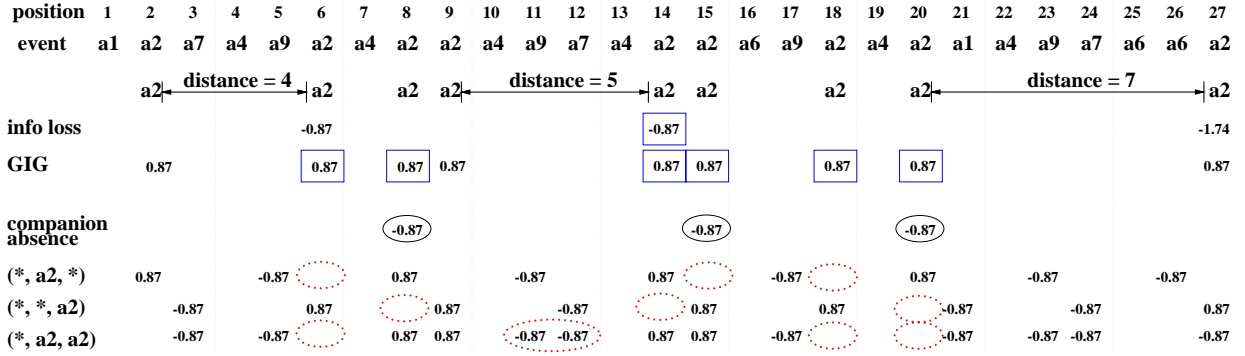 position 1 2 3 4 5 6 7 8 9 10 11 12 13 14 15 16 17 18 19 20 21 22 23 24 25 26 27
event a1 a2 a7 a4 a9 a2 a4 a2 a2 a4 a9 a7 a4 a2 a2 a6 a9 a2 a4 a2 a1 a4 a9 a7 a6 a6 a2
a2 distance = 4 a2 a2 a2 distance = 5 a2 a2 a2 a2 distance = 7 a2
info loss -0.87 -0.87 -1.74
GIG 0.87 0.87 0.87 0.87 0.87 0.87 0.87 0.87 0.87
companion
absence -0.87 -0.87 -0.87
(*, a2, *) 0.87 -0.87 0.87 -0.87 0.87 -0.87 0.87 -0.87 -0.87
(*, *, a2) -0.87 0.87 0.87 -0.87 0.87 0.87 -0.87 -0.87 0.87
(*, a2, a2) -0.87 -0.87 0.87 0.87 -0.87 -0.87 0.87 0.87 -0.87 -0.87 -0.87 -0.87 -0.87 0.87